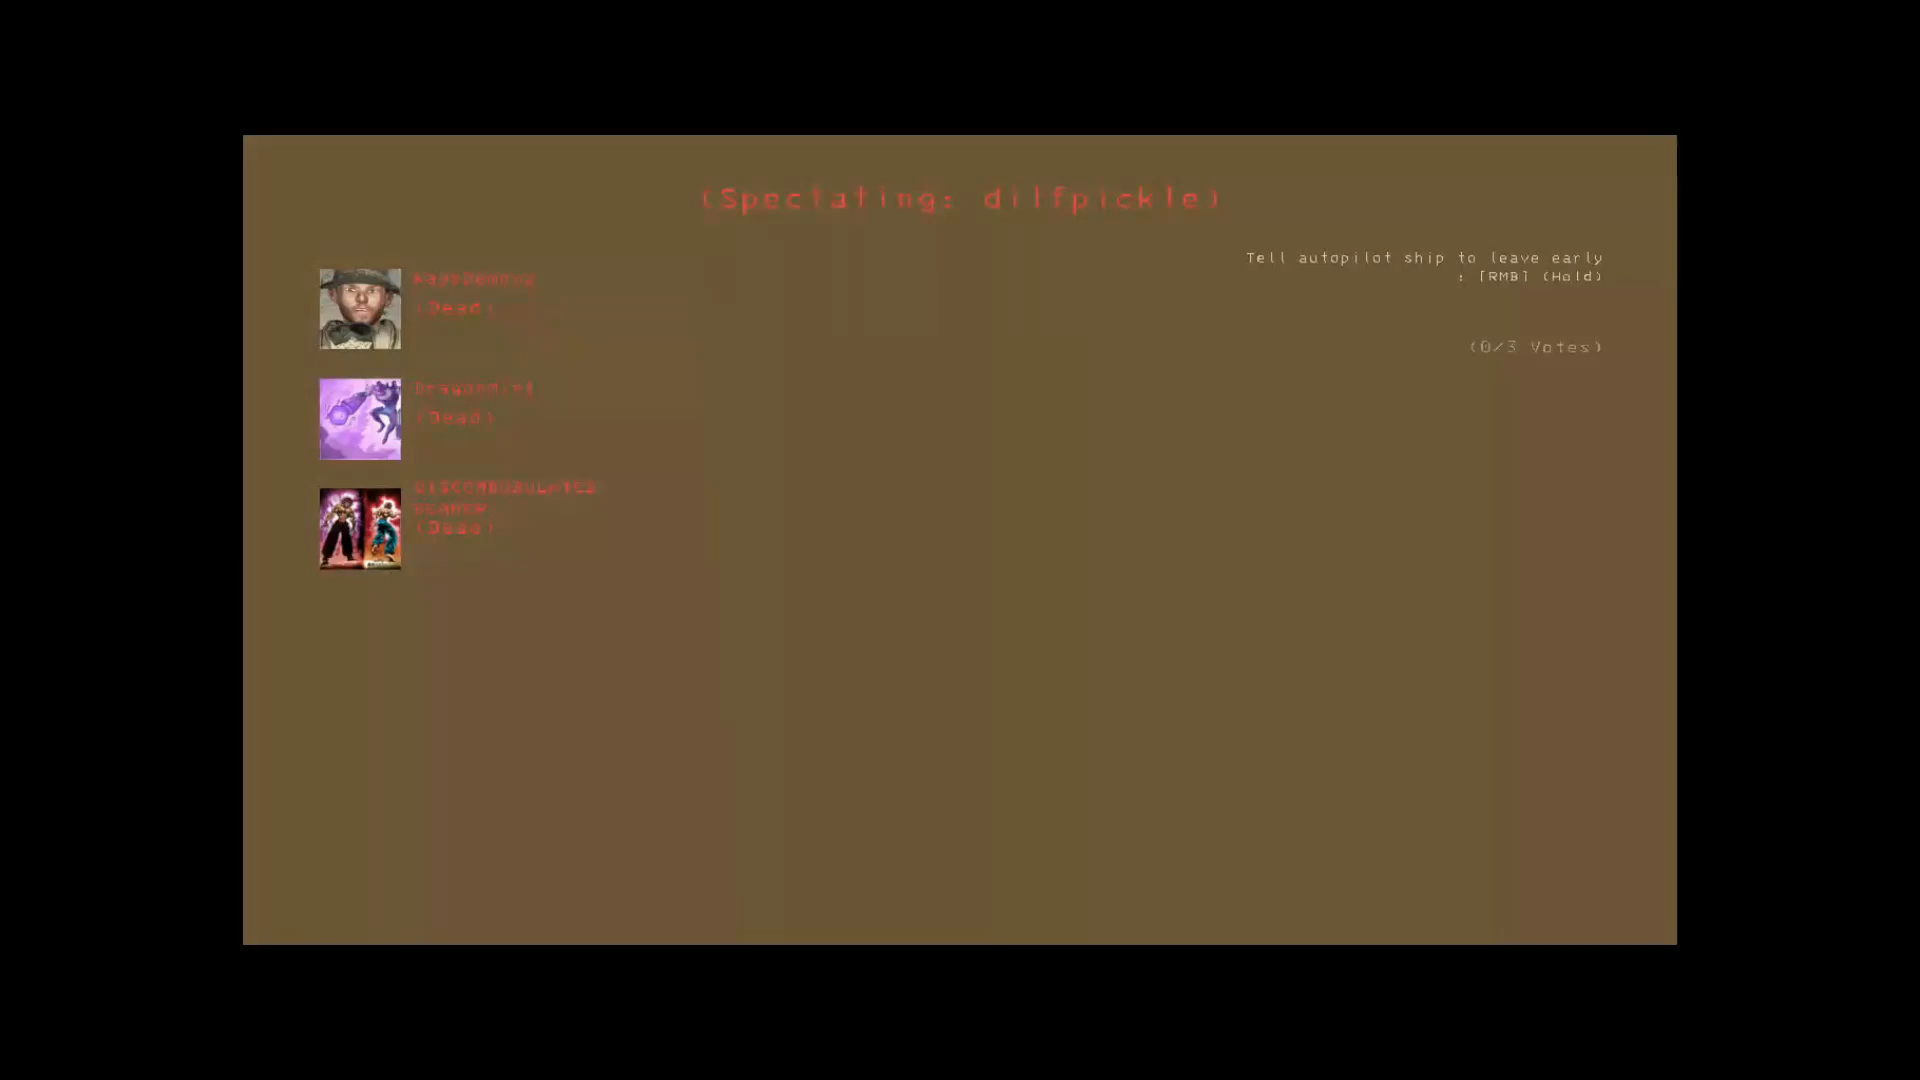 (Spectating: dilfpickle)
Tell autopilot ship to leave early
: [RMB] (Hold)
(0/3 Votes)
(Dead)
(Dead)
(Dead)